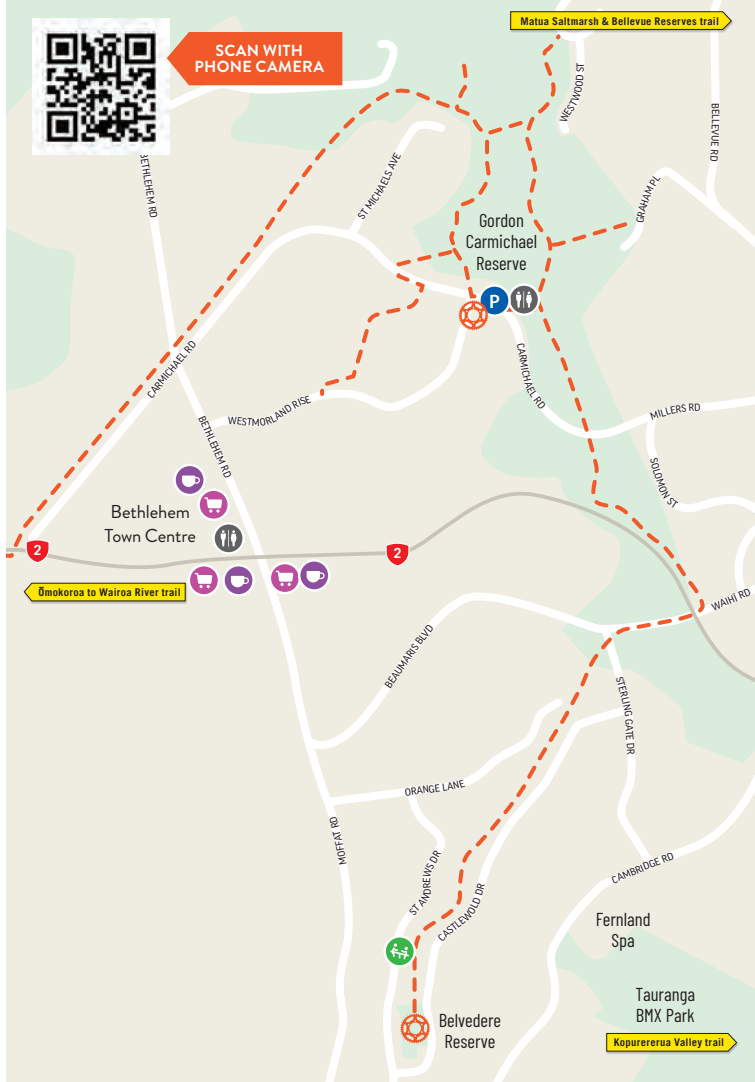 Matua Saltmarsh & Bellevue Reserves trail
SCAN WITH
PHONE CAMERA
WESTWOOD ST
BELLEVUE RD
BETHLEHEM RD
ST MICHAELS AVE
GRAHAM PL
Gordon
Carmichael
Reserve
P
CARMICHAEL RD
CARMICHAEL RD
WESTMORLAND RISE
MILLERS RD
BETHLEHEM RD
SOLOMON ST
Bethlehem
Town Centre
2
2
Ōmokoroa to Wairoa River trail
WAIHĪ RD
BEAUMARIS BLVD
STERLING GATE DR
ORANGE LANE
MOFFAT RD
ST ANDREWS DR
CASTLEWOLD DR
CAMBRIDGE RD
Fernland
Spa
Tauranga
BMX Park
Belvedere
Reserve
Kopurererua Valley trail